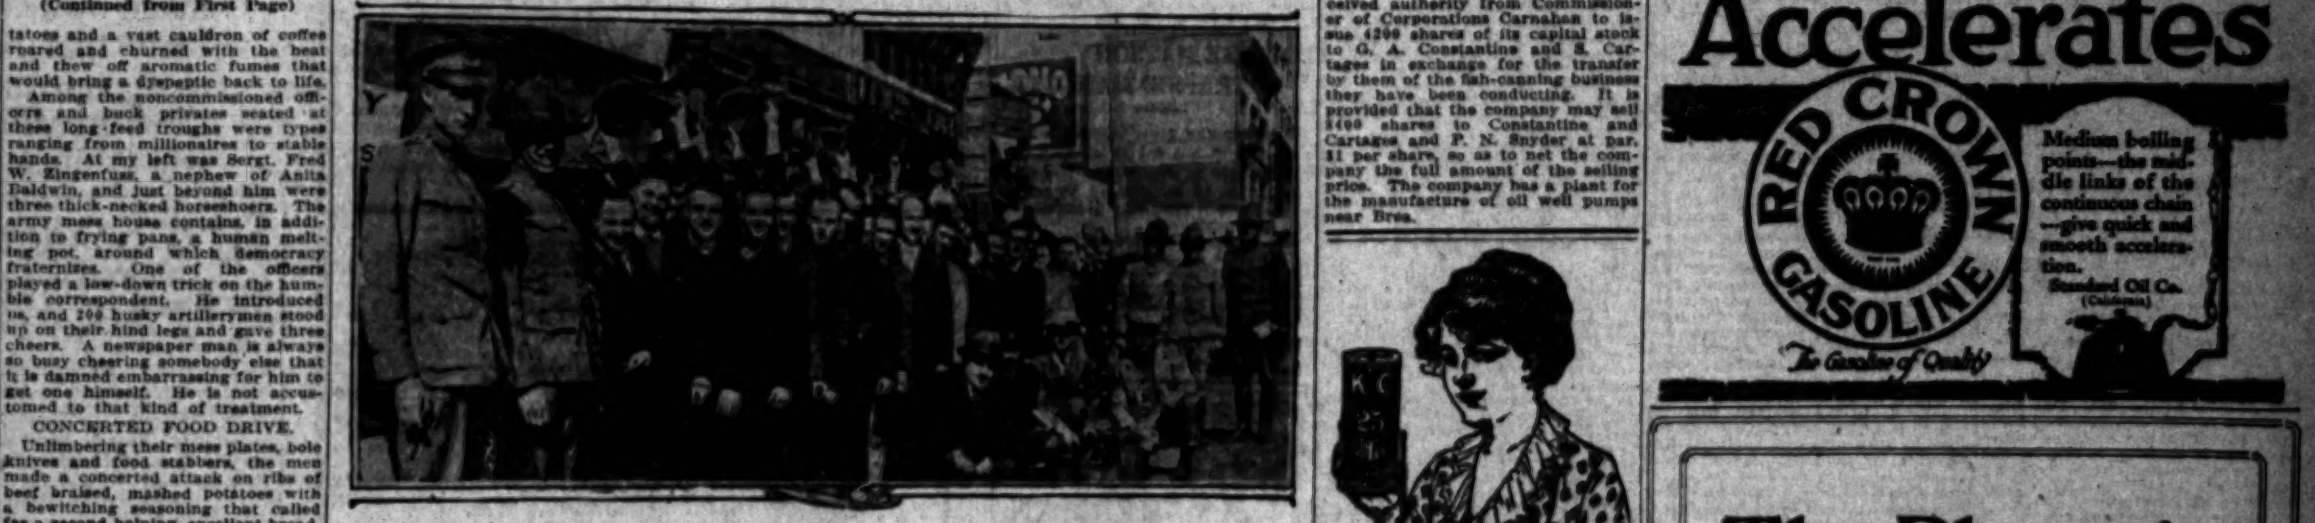 (Continued from First Page)
tatoes and a vast cauldron of coffee
roared and churned with the heat
and thew off aromatic fumes that
would bring a dyspeptic back to life.
Among the noncommissioned offi-
cers and buck privates seated at
these long-feed troughs were types
ranging from millionaires to stable
hands. At my left was Sergt. Fred
W. Zingenfuss, a nephew of Anita
Baldwin, and just beyond him were
three thick-necked horseshoers. The
army mess house contains, in addi-
tion to frying pans, a human melt-
ing pot, around which democracy
fraternizes. One of the officers
played a low-down trick on the hum-
ble correspondent. He introduced
us, and 200 husky artillerymen stood
up on their hind legs and gave three
cheers. A newspaper man is always
so busy cheering somebody else that
it is damned embarrassing for him to
get one himself. He is not accus-
tomed to that kind of treatment.
CONCERTED FOOD DRIVE.
Unlimbering their mess plates, bole
knives and food stabbers, the men
made a concerted attack on ribs of
beef braised, mashed potatoes with
a bewitching seasoning that called
Y
S
ceived authority from Commission-
er of Corporations Carnahan to is-
sue 4200 shares of its capital stock
to G. A. Constantine and S. Car-
tages in exchange for the transfer
by them of the fish-canning business
they have been conducting. It is
provided that the company may sell
shares to Constantine and
Cartages and P. N. Snyder at par,
$1 per share, so as to net the com-
pany the full amount of the selling
price. The company has a plant for
the manufacture of oil well pumps
near Brea.
K C
25
Accelerates
RED CROWN
GASOLINE
The Gasoline of Quality
Medium boiling
points—the mid-
dle links of the
continuous chain
—give quick and
smooth accelera-
tion.
Standard Oil Co.
(California)